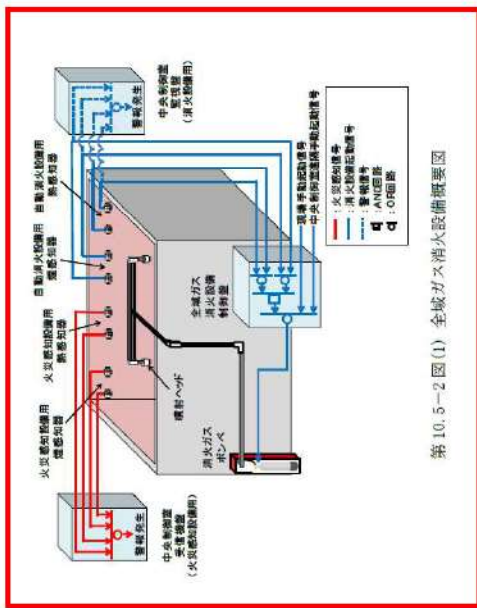 中央制御室
監視盤
(消火設備用)
警報発生
自動消火設備用
熱感知器
自動消火設備用
煙感知器
火災感知設備用
熱感知器
火災感知設備用
煙感知器
警報発生
中央制御室
受信機盤
(火災感知設備用)
噴射ヘッド
全域ガス
消火設備
制御盤
消火ガス
ボンベ
現場手動起動信号
中央制御室遠隔手動起動信号
:火災感知信号
:消火設備起動信号
:警報信号
:AND回路
:OR回路
第10.5-2図(1) 全域ガス消火設備概要図